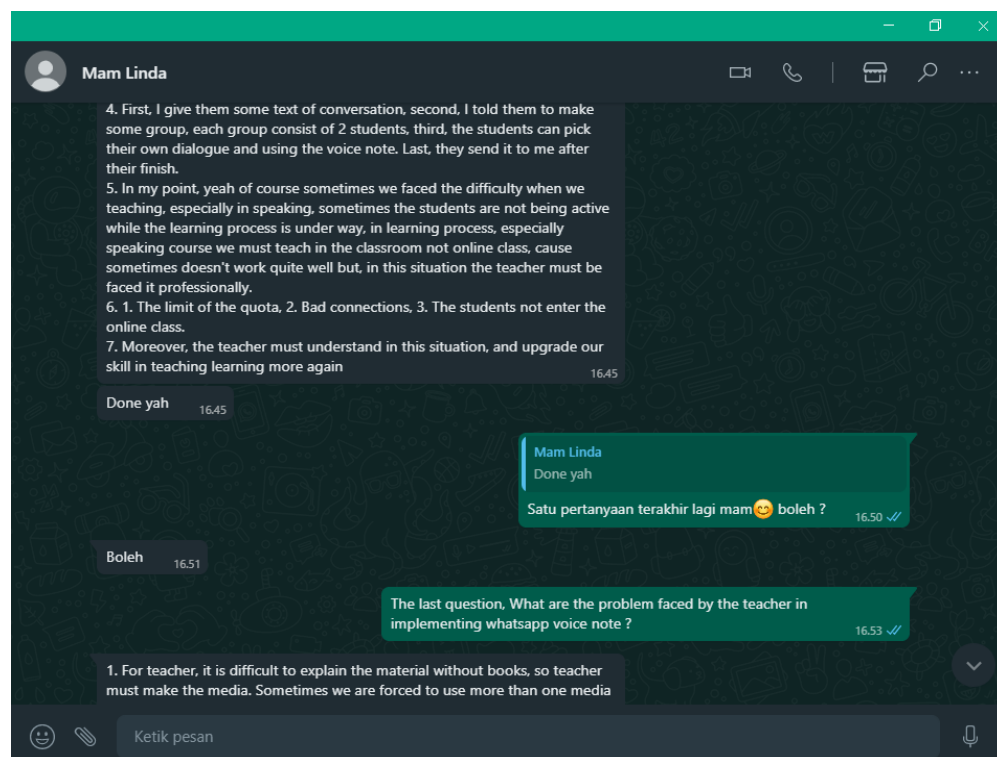 Mam Linda
4. First, I give them some text of conversation, second, I told them to make
some group, each group consist of 2 students, third, the students can pick
their own dialogue and using the voice note. Last, they send it to me after
their finish.
5. In my point, yeah of course sometimes we faced the difficulty when we
teaching, especially in speaking, sometimes the students are not being active
while the learning process is under way, in learning process, especially
speaking course we must teach in the classroom not online class, cause
sometimes doesn't work quite well but, in this situation the teacher must be
faced it professionally.
6. 1. The limit of the quota, 2. Bad connections, 3. The students not enter the
online class.
7. Moreover, the teacher must understand in this situation, and upgrade our
skill in teaching learning more again
16.45
Done yah 16.45
Mam Linda
Done yah
Satu pertanyaan terakhir lagi mam😊 boleh ? 16.50
Boleh 16.51
The last question, What are the problem faced by the teacher in
implementing whatsapp voice note ? 16.53
1. For teacher, it is difficult to explain the material without books, so teacher
must make the media. Sometimes we are forced to use more than one media
Ketik pesan